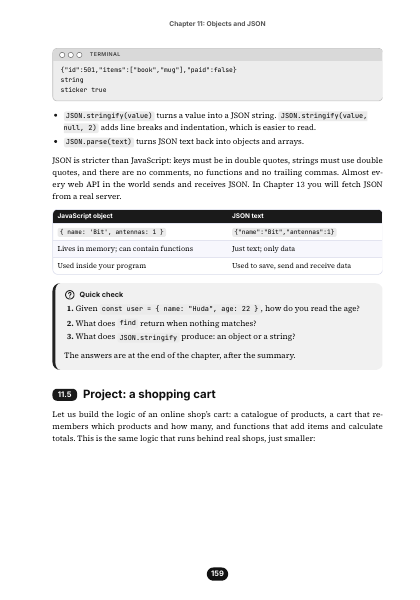 Chapter 11: Objects and JSON
TERMINAL
{"id":501,"items":["book","mug"],"paid":false}
string
sticker true
• JSON.stringify(value) turns a value into a JSON string. JSON.stringify(value,
null, 2) adds line breaks and indentation, which is easier to read.
• JSON.parse(text) turns JSON text back into objects and arrays.
JSON is stricter than JavaScript: keys must be in double quotes, strings must use double
quotes, and there are no comments, no functions and no trailing commas. Almost ev-
ery web API in the world sends and receives JSON. In Chapter 13 you will fetch JSON
from a real server.
JavaScript object JSON text
{ name: 'Bit', antennas: 1 } {"name":"Bit","antennas":1}
Lives in memory; can contain functions Just text; only data
Used inside your program Used to save, send and receive data
? Quick check
1. Given const user = { name: "Huda", age: 22 } , how do you read the age?
2. What does find return when nothing matches?
3. What does JSON.stringify produce: an object or a string?
The answers are at the end of the chapter, after the summary.
11.5 Project: a shopping cart
Let us build the logic of an online shop's cart: a catalogue of products, a cart that re-
members which products and how many, and functions that add items and calculate
totals. This is the same logic that runs behind real shops, just smaller:
159